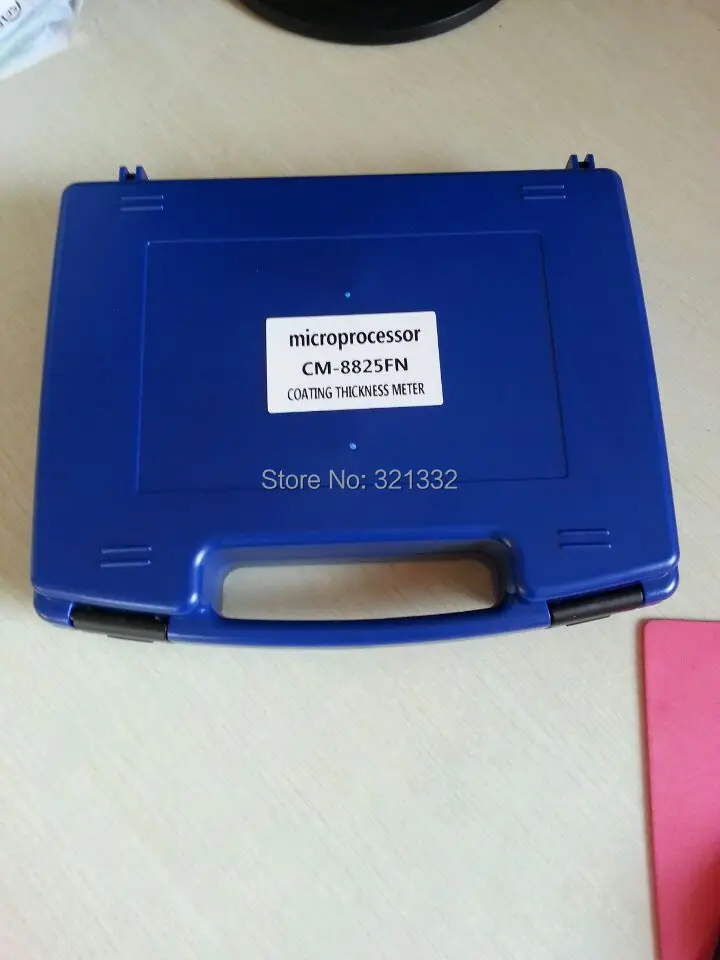 microprocessor
CM-8825FN
COATING THICKNESS METER
Store No: 321332